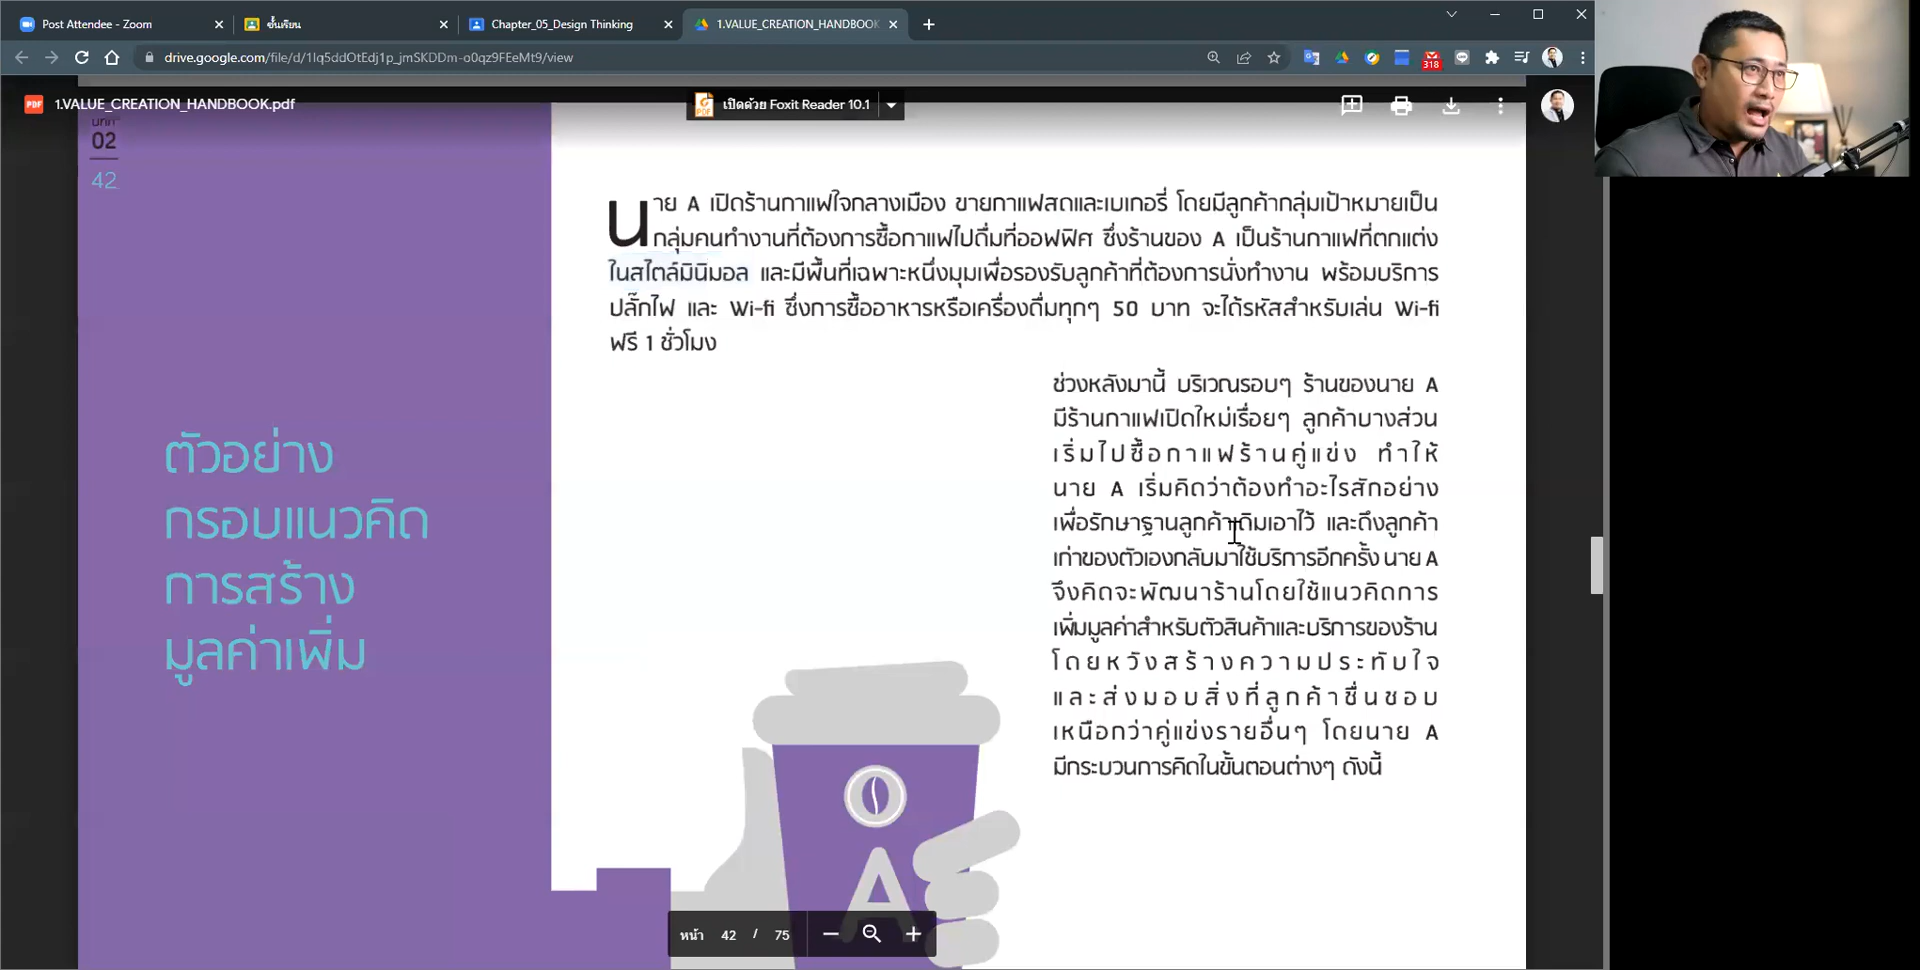 Post Attendee - Zoom
ชั้นเรียน
Chapter_05_Design Thinking
1.VALUE_CREATION_HANDBOOK
drive.google.com/file/d/1Iq5ddOtEdj1p_jmSKDDm-o0qz9FEeMt9/view
318
PDF
1.VALUE_CREATION_HANDBOOK.pdf
เปิดด้วย Foxit Reader 10.1
บทที่
02
42
ตัวอย่าง
กรอบแนวคิด
การสร้าง
มูลค่าเพิ่ม
นาย A เปิดร้านกาแฟใจกลางเมือง ขายกาแฟสดและเบเกอรี่ โดยมีลูกค้ากลุ่มเป้าหมายเป็น
กลุ่มคนทำงานที่ต้องการซื้อกาแฟไปดื่มที่ออฟฟิศ ซึ่งร้านของ A เป็นร้านกาแฟที่ตกแต่ง
ในสไตล์มินิมอล และมีพื้นที่เฉพาะหนึ่งมุมเพื่อรองรับลูกค้าที่ต้องการนั่งทำงาน พร้อมบริการ
ปลั๊กไฟ และ Wi-fi ซึ่งการซื้ออาหารหรือเครื่องดื่มทุกๆ 50 บาท จะได้รหัสสำหรับเล่น Wi-fi
ฟรี 1 ชั่วโมง
ช่วงหลังมานี้ บริเวณรอบๆ ร้านของนาย A
มีร้านกาแฟเปิดใหม่เรื่อยๆ ลูกค้าบางส่วน
เริ่มไปซื้อกาแฟร้านคู่แข่ง ทำให้
นาย A เริ่มคิดว่าต้องทำอะไรสักอย่าง
เพื่อรักษาฐานลูกค้าเดิมเอาไว้ และดึงลูกค้า
เก่าของตัวเองกลับมาใช้บริการอีกครั้ง นาย A
จึงคิดจะพัฒนาร้านโดยใช้แนวคิดการ
เพิ่มมูลค่าสำหรับตัวสินค้าและบริการของร้าน
โดยหวังสร้างความประทับใจ
และส่งมอบสิ่งที่ลูกค้าชื่นชอบ
เหนือกว่าคู่แข่งรายอื่นๆ โดยนาย A
มีกระบวนการคิดในขั้นตอนต่างๆ ดังนี้
A
หน้า 42 / 75